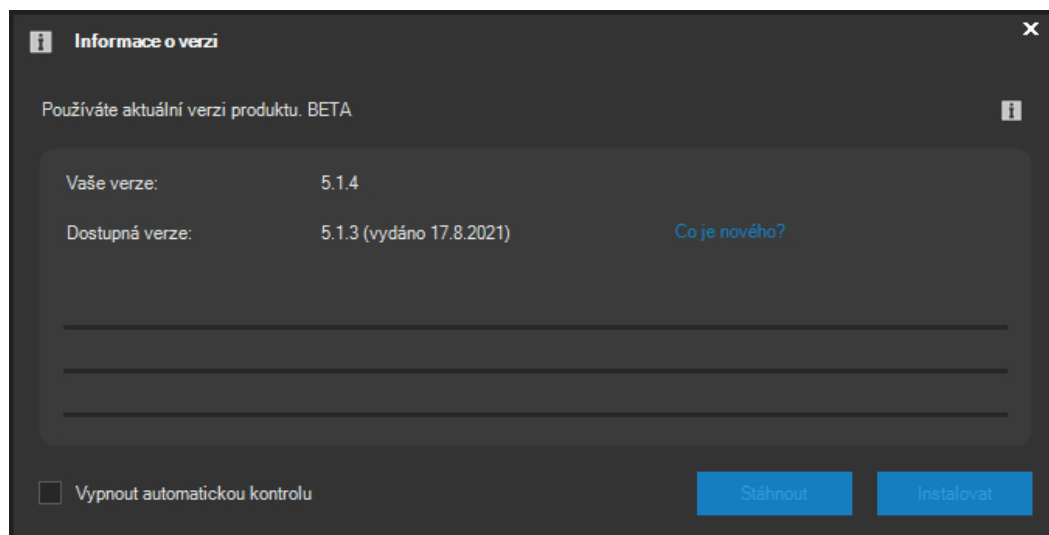 Informace o verzi
Používáte aktuální verzi produktu. BETA
Vaše verze: 5.1.4
Dostupná verze: 5.1.3 (vydáno 17.8.2021) Co je nového?
Vypnout automatickou kontrolu Stáhnout Instalovat